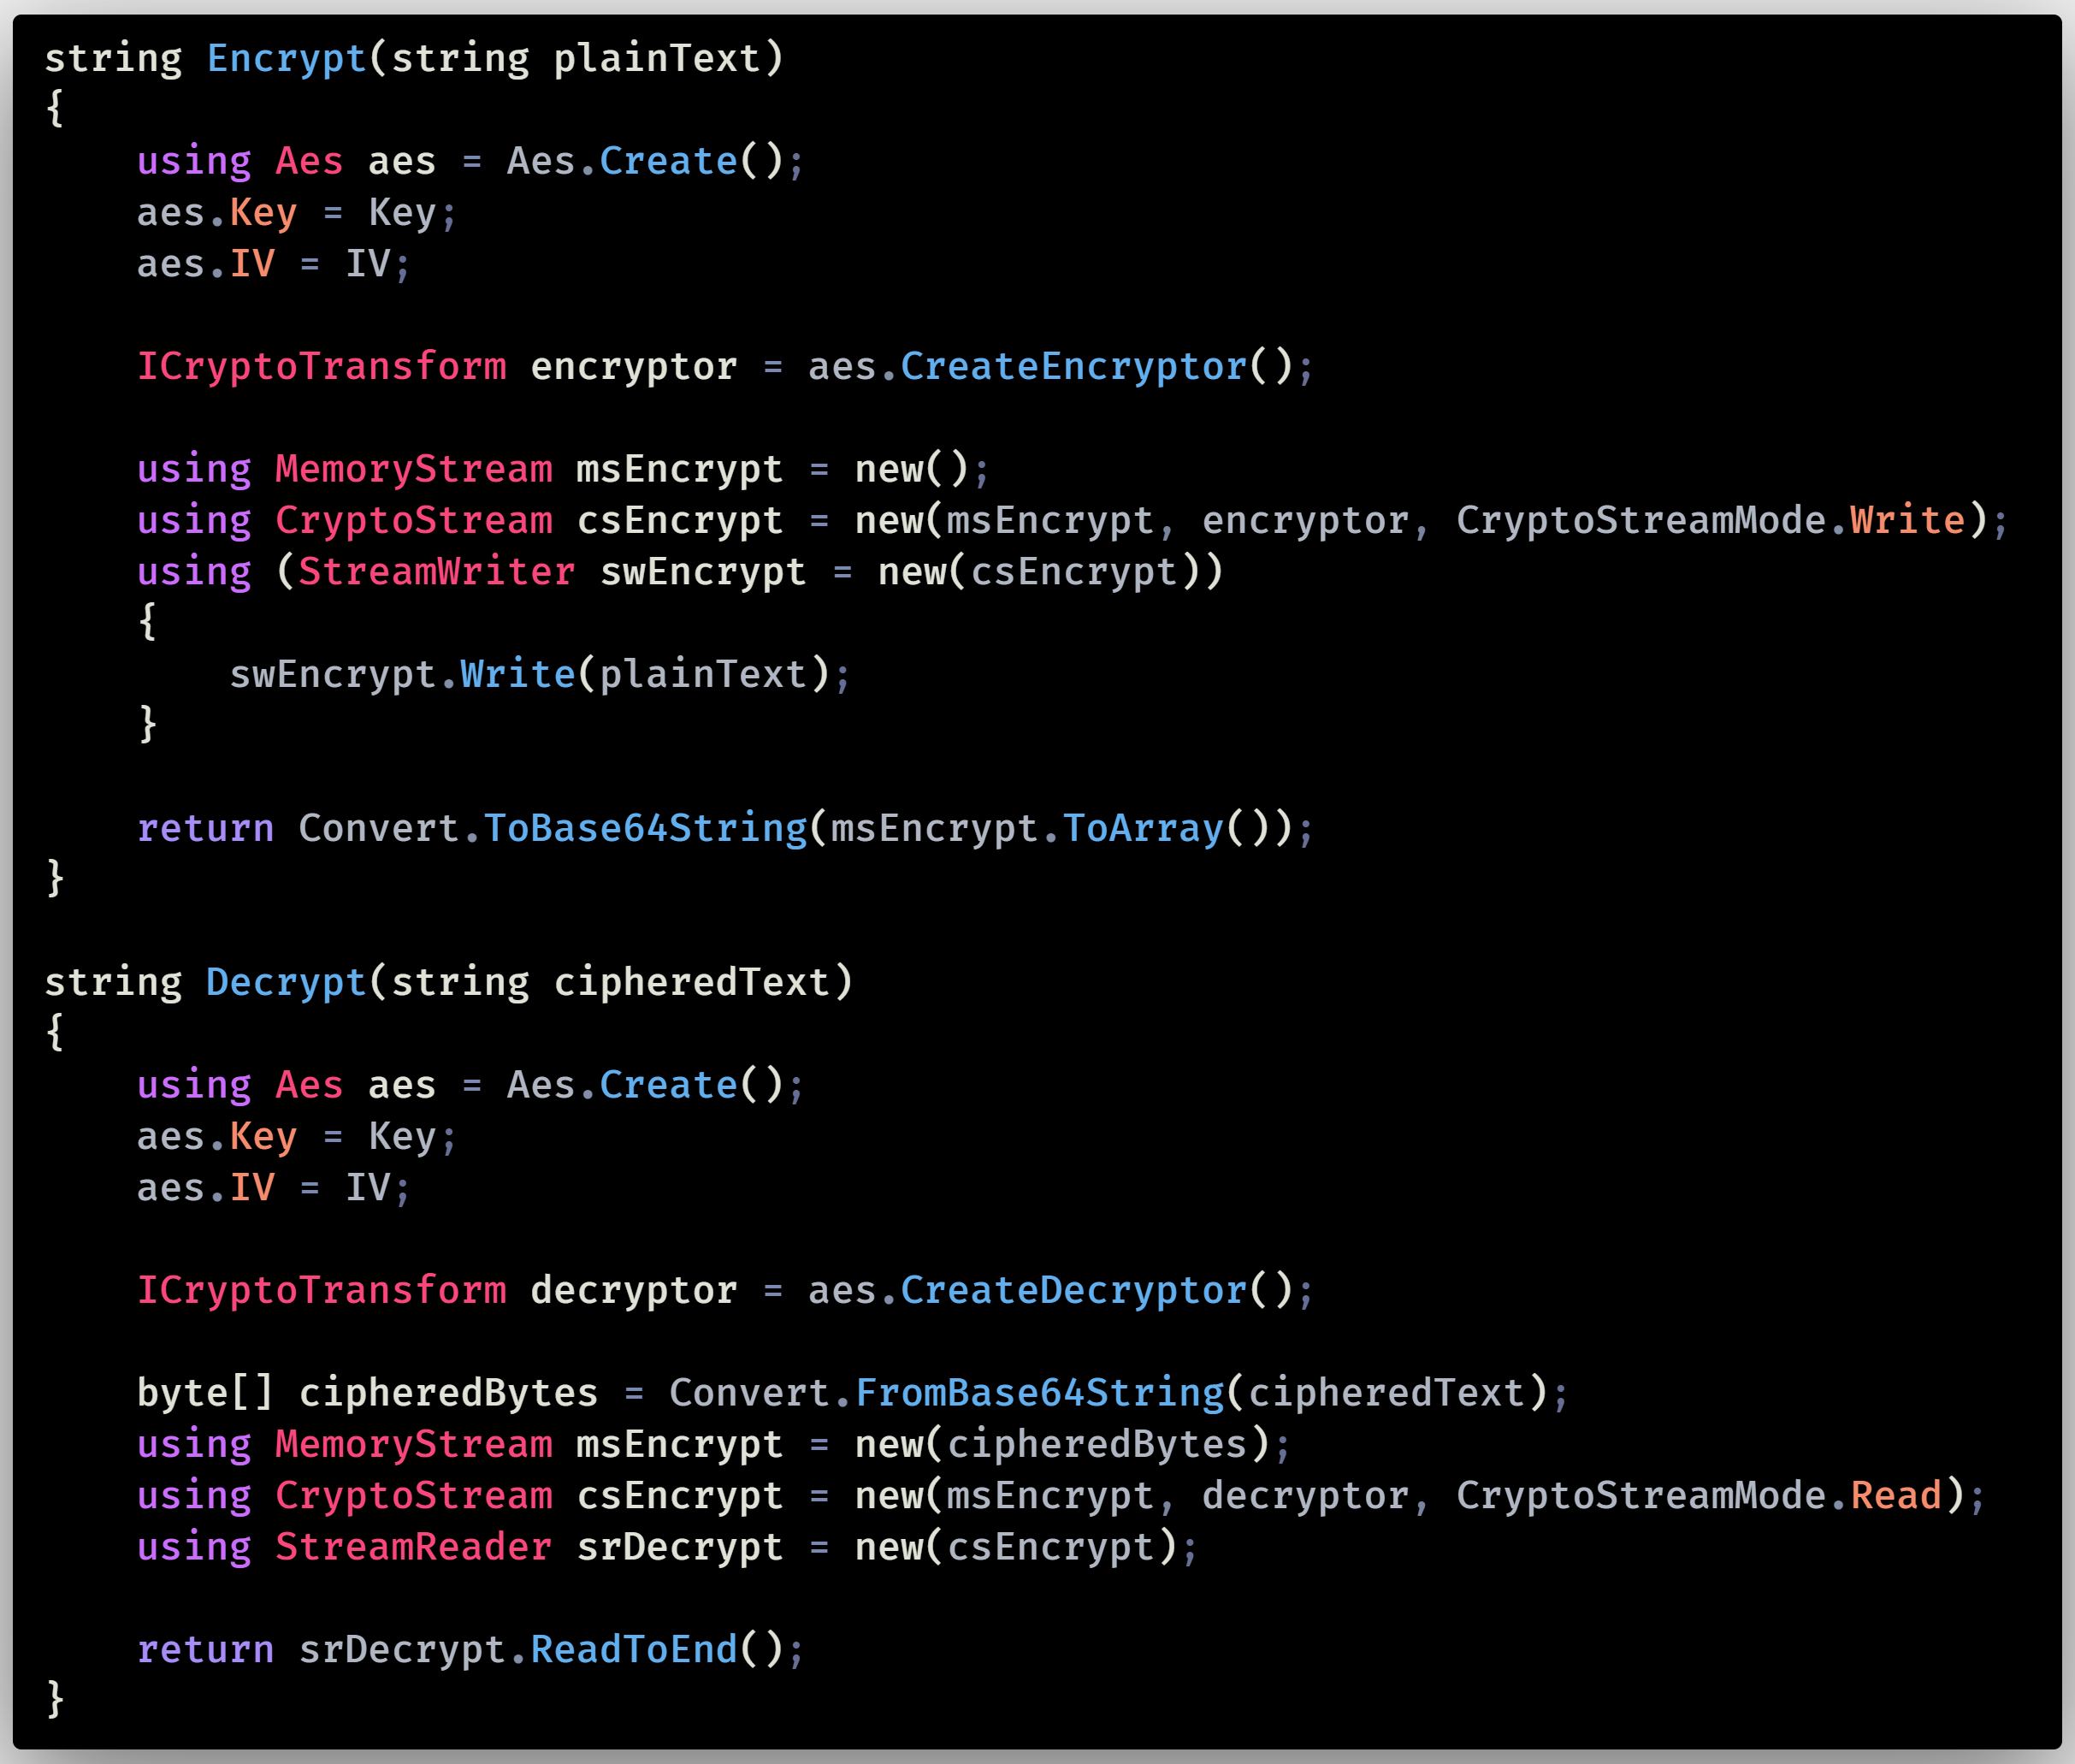 string Encrypt(string plainText)
{
    using Aes aes = Aes.Create();
    aes.Key = Key;
    aes.IV = IV;

    ICryptoTransform encryptor = aes.CreateEncryptor();

    using MemoryStream msEncrypt = new();
    using CryptoStream csEncrypt = new(msEncrypt, encryptor, CryptoStreamMode.Write);
    using (StreamWriter swEncrypt = new(csEncrypt))
    {
        swEncrypt.Write(plainText);
    }

    return Convert.ToBase64String(msEncrypt.ToArray());
}

string Decrypt(string cipheredText)
{
    using Aes aes = Aes.Create();
    aes.Key = Key;
    aes.IV = IV;

    ICryptoTransform decryptor = aes.CreateDecryptor();

    byte[] cipheredBytes = Convert.FromBase64String(cipheredText);
    using MemoryStream msEncrypt = new(cipheredBytes);
    using CryptoStream csEncrypt = new(msEncrypt, decryptor, CryptoStreamMode.Read);
    using StreamReader srDecrypt = new(csEncrypt);

    return srDecrypt.ReadToEnd();
}